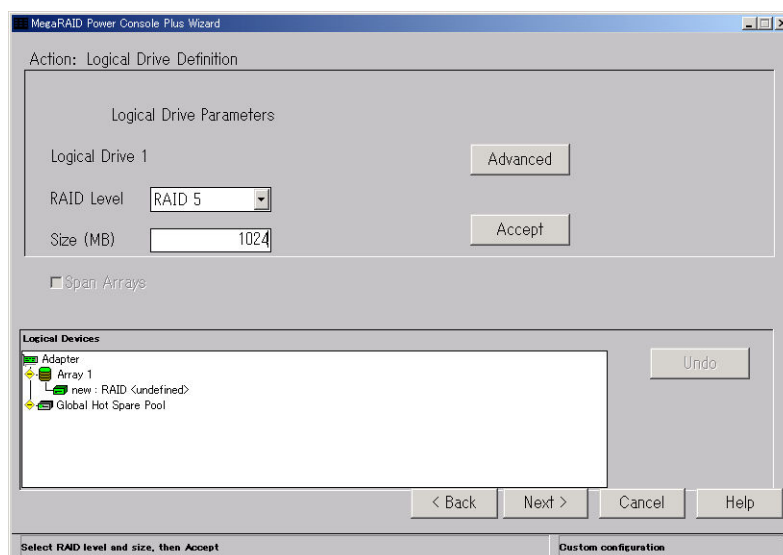 MegaRAID Power Console Plus Wizard
Action: Logical Drive Definition
Logical Drive Parameters
Logical Drive 1
Advanced
RAID Level
RAID 5
Size (MB)
1024
Accept
Span Arrays
Logical Devices
Adapter
Array 1
new : RAID <undefined>
Global Hot Spare Pool
Undo
< Back
Next >
Cancel
Help
Select RAID level and size, then Accept
Custom configuration